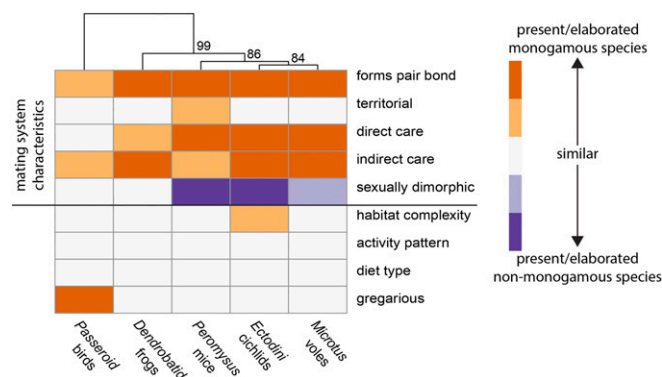 99
86
84
mating system
characteristics
forms pair bond
territorial
direct care
indirect care
sexually dimorphic
habitat complexity
activity pattern
diet type
gregarious
Passeroid
birds
Dendrobatid
frogs
Peromysus
mice
Ectodini
cichlids
Microtus
voles
present/elaborated
monogamous species
similar
present/elaborated
non-monogamous species